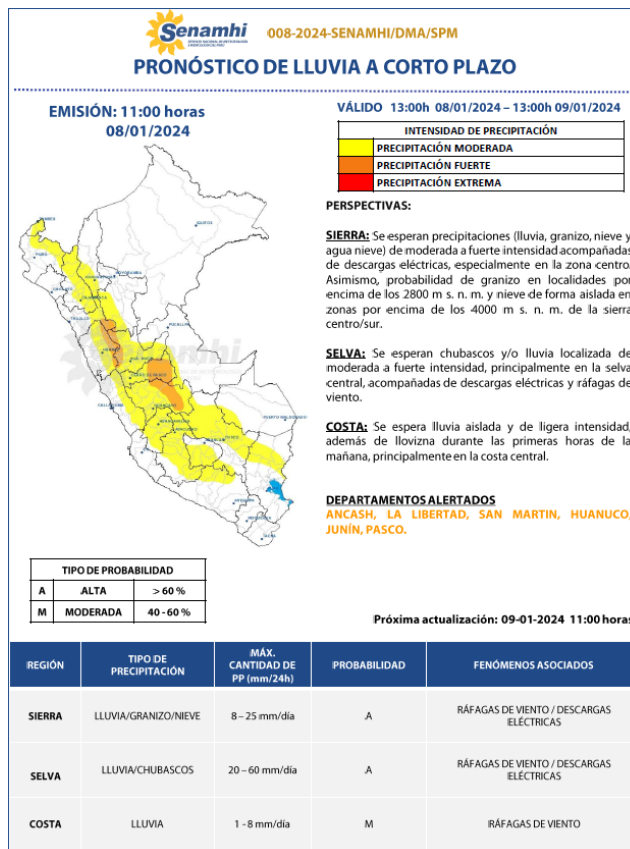 Senamhi
008-2024-SENAMHI/DMA/SPM
PRONÓSTICO DE LLUVIA A CORTO PLAZO
EMISIÓN: 11:00 horas
08/01/2024
VÁLIDO 13:00h 08/01/2024 – 13:00h 09/01/2024
INTENSIDAD DE PRECIPITACIÓN
PRECIPITACIÓN MODERADA
PRECIPITACIÓN FUERTE
PRECIPITACIÓN EXTREMA
PERSPECTIVAS:
SIERRA: Se esperan precipitaciones (lluvia, granizo, nieve y
agua nieve) de moderada a fuerte intensidad acompañadas
de descargas eléctricas, especialmente en la zona centro.
Asimismo, probabilidad de granizo en localidades por
encima de los 2800 m s. n. m. y nieve de forma aislada en
zonas por encima de los 4000 m s. n. m. de la sierra
centro/sur.
SELVA: Se esperan chubascos y/o lluvia localizada de
moderada a fuerte intensidad, principalmente en la selva
central, acompañadas de descargas eléctricas y ráfagas de
viento.
COSTA: Se espera lluvia aislada y de ligera intensidad,
además de llovizna durante las primeras horas de la
mañana, principalmente en la costa central.
DEPARTAMENTOS ALERTADOS
ANCASH, LA LIBERTAD, SAN MARTIN, HUANUCO,
JUNÍN, PASCO.
Senamhi
TIPO DE PROBABILIDAD
A ALTA > 60 %
M MODERADA 40 - 60 %
Próxima actualización: 09-01-2024 11:00 horas
REGIÓN TIPO DE PRECIPITACIÓN MÁX. CANTIDAD DE PP (mm/24h) PROBABILIDAD FENÓMENOS ASOCIADOS
SIERRA LLUVIA/GRANIZO/NIEVE 8 – 25 mm/día A RÁFAGAS DE VIENTO / DESCARGAS ELÉCTRICAS
SELVA LLUVIA/CHUBASCOS 20 – 60 mm/día A RÁFAGAS DE VIENTO / DESCARGAS ELÉCTRICAS
COSTA LLUVIA 1 - 8 mm/día M RÁFAGAS DE VIENTO